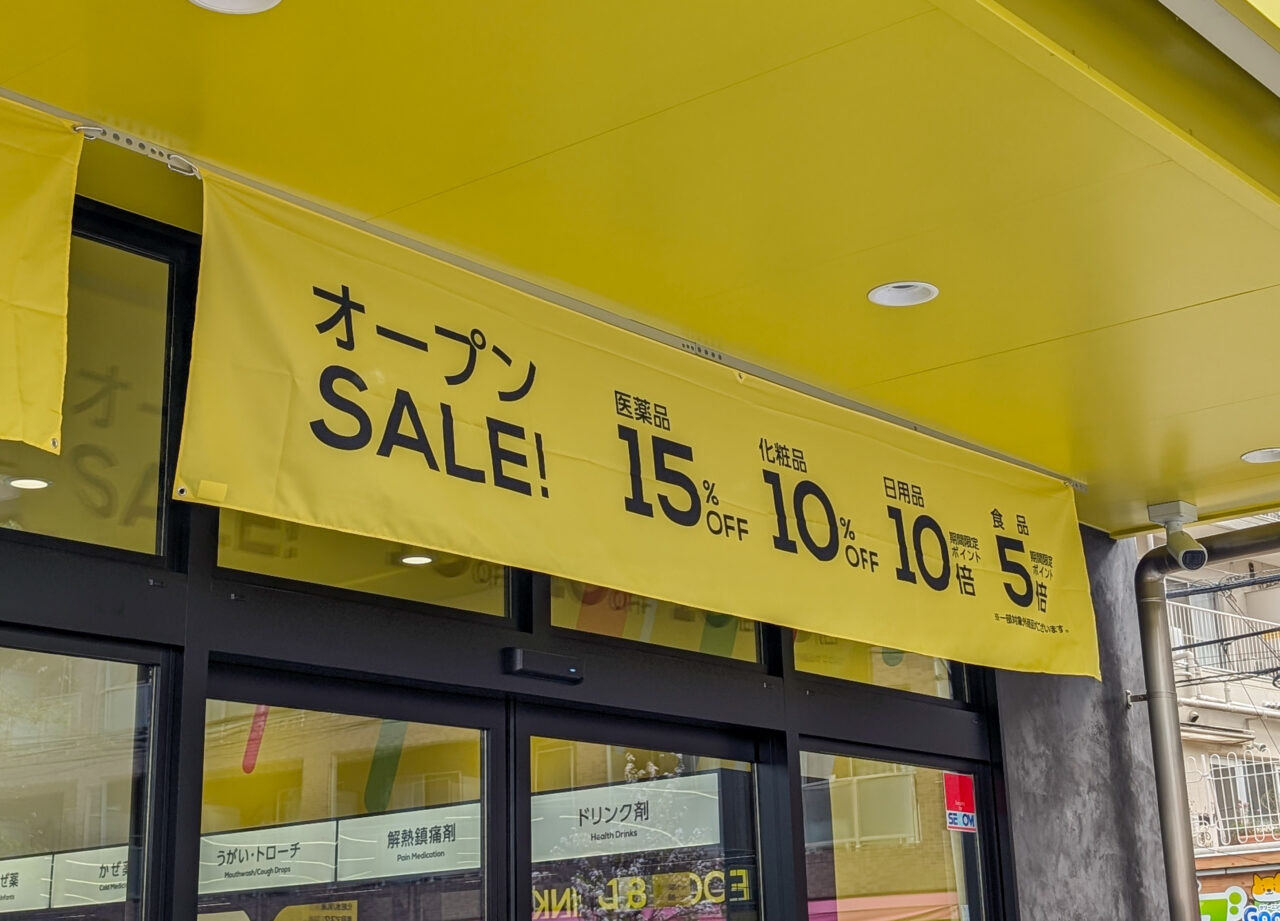 オープン
SALE!
医薬品
15%
OFF
化粧品
10%
OFF
日用品
10
期間限定
ポイント
倍
食品
5
期間限定
ポイント
倍
※一部対象外商品がございます。
かぜ薬
うがい・トローチ
Mouthwash/Cough Drops
解熱鎮痛剤
Pain Medication
ドリンク剤
Health Drinks
SECOM